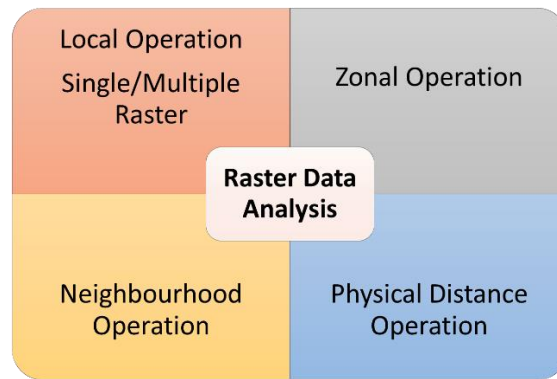 Local Operation
Single/Multiple
Raster
Zonal Operation
Raster Data
Analysis
Neighbourhood
Operation
Physical Distance
Operation